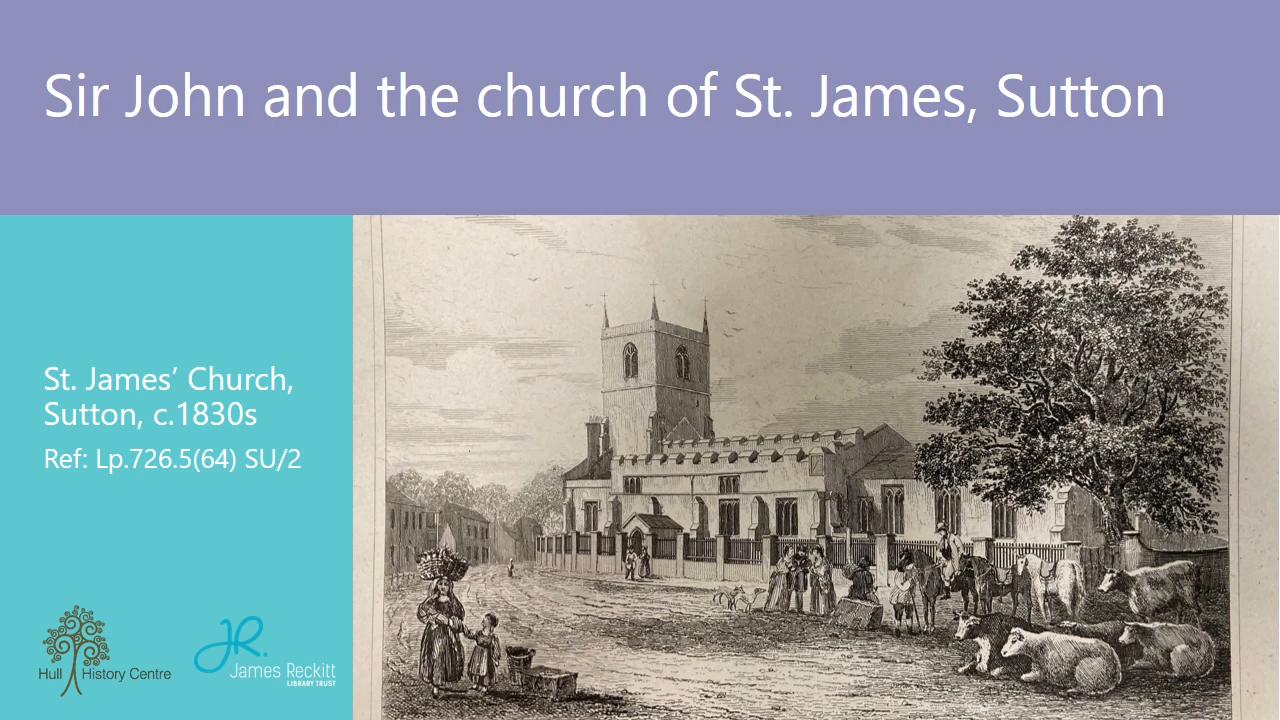 Sir John and the church of St. James, Sutton
St. James’ Church,
Sutton, c.1830s
Ref: Lp.726.5(64) SU/2
Hull History Centre
JR.
James Reckitt
LIBRARY TRUST